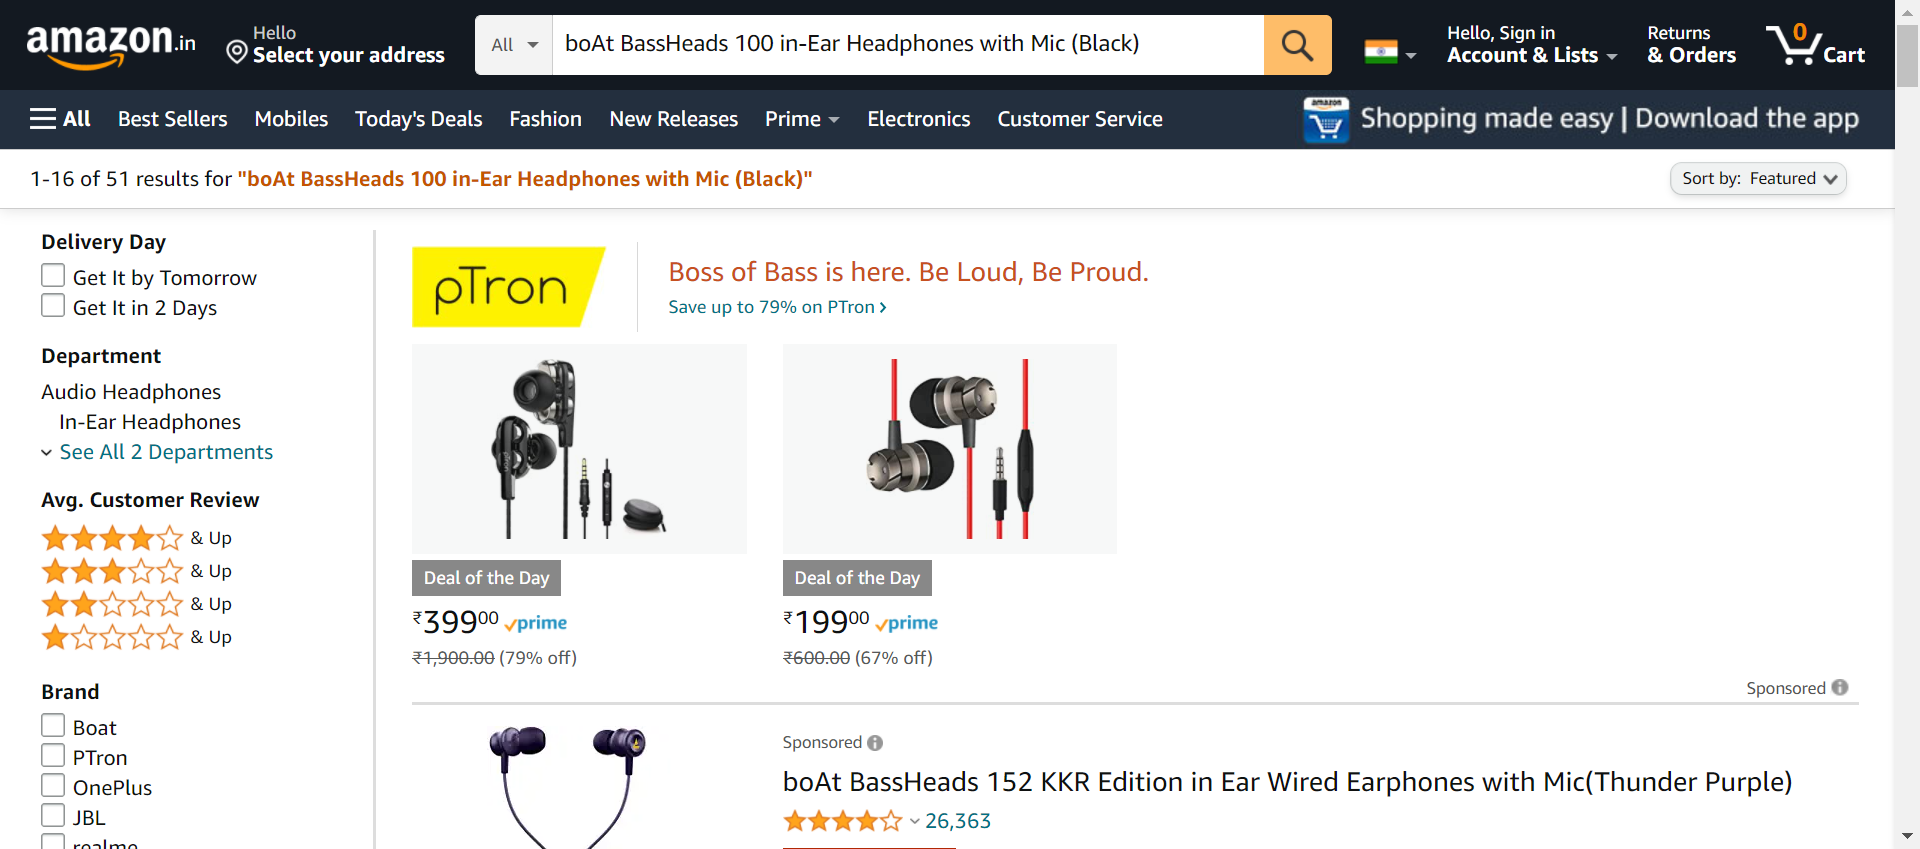 amazon.in
Hello
Select your address
All
boAt BassHeads 100 in-Ear Headphones with Mic (Black)
Hello, Sign in
Account & Lists
Returns
& Orders
0
Cart
All
Best Sellers
Mobiles
Today's Deals
Fashion
New Releases
Prime
Electronics
Customer Service
amazon
Shopping made easy | Download the app
1-16 of 51 results for "boAt BassHeads 100 in-Ear Headphones with Mic (Black)"
Sort by: Featured
Delivery Day
Get It by Tomorrow
Get It in 2 Days
Department
Audio Headphones
In-Ear Headphones
See All 2 Departments
Avg. Customer Review
& Up
& Up
& Up
& Up
Brand
Boat
PTron
OnePlus
JBL
realme
pTron
Boss of Bass is here. Be Loud, Be Proud.
Save up to 79% on PTron ›
pTron
Deal of the Day
₹39900 prime
₹1,900.00 (79% off)
Deal of the Day
₹19900 prime
₹600.00 (67% off)
Sponsored
Sponsored
boAt BassHeads 152 KKR Edition in Ear Wired Earphones with Mic(Thunder Purple)
26,363